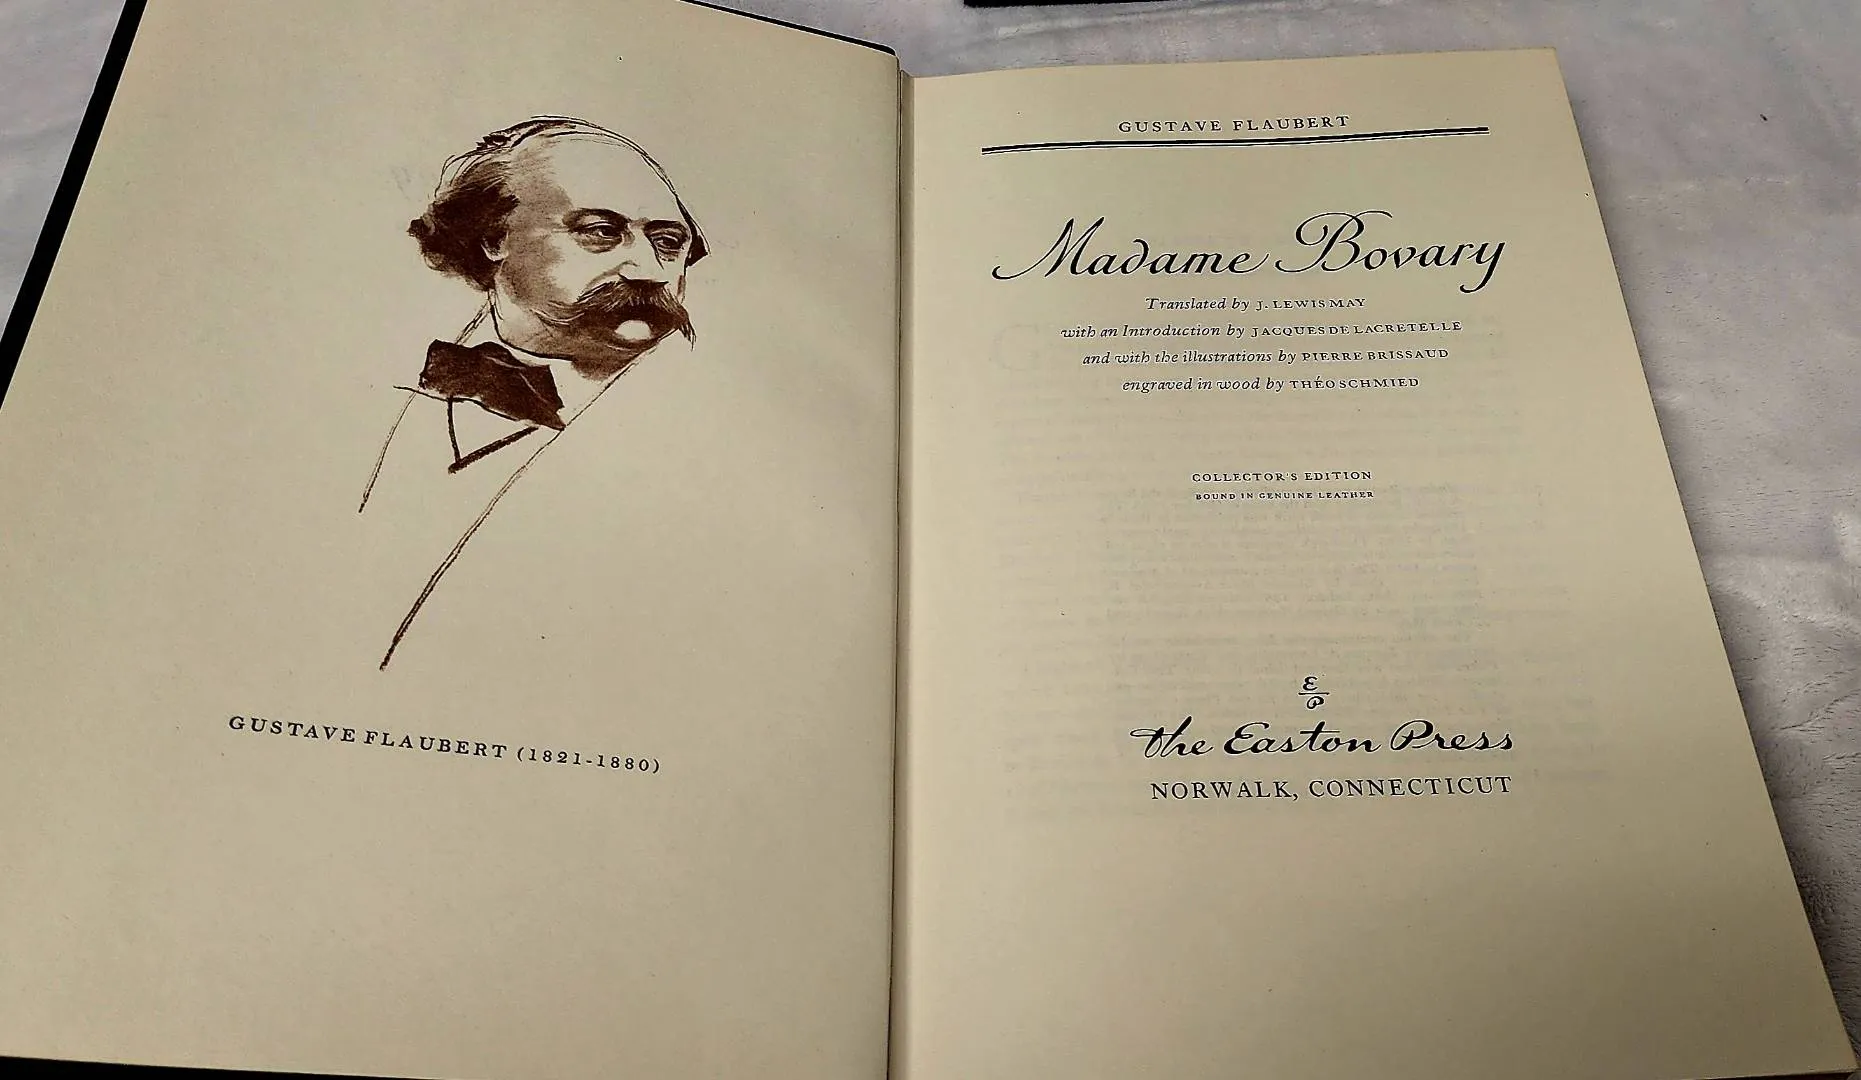 GUSTAVE FLAUBERT (1821-1880)
GUSTAVE FLAUBERT
Madame Bovary
Translated by J. LEWIS MAY
with an Introduction by JACQUES DE LACRETELLE
and with the illustrations by PIERRE BRISSAUD
engraved in wood by THÉO SCHMIED
COLLECTOR'S EDITION
BOUND IN GENUINE LEATHER
E
P
The Easton Press
NORWALK, CONNECTICUT